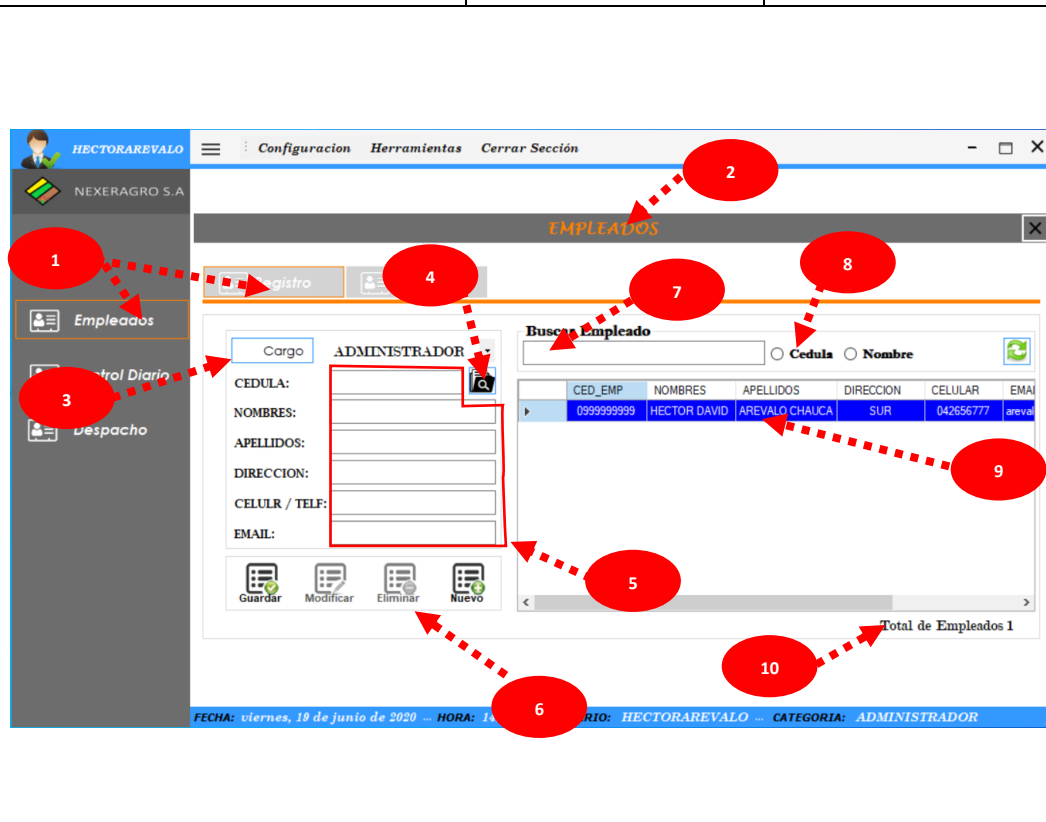 HECTORAREVALO
Configuracion Herramientas Cerrar Sección
2
NEXERAGRO S.A
EMPLEADOS
1
8
4
7
Registro
Empleados
Buscar Empleado
Cargo ADMINISTRADOR
Cedula Nombre
Control Diario
3
CEDULA:
CED_EMP NOMBRES APELLIDOS DIRECCION CELULAR EMAI
0999999999 HECTOR DAVID AREVALO CHAUCA SUR 042656777 areval
NOMBRES:
Despacho
APELLIDOS:
9
DIRECCION:
CELULR / TELF:
EMAIL:
5
Guardar Modificar Eliminar Nuevo
Total de Empleados 1
10
6
FECHA: viernes, 19 de junio de 2020 ... HORA: HECTORAREVALO ... CATEGORIA: ADMINISTRADOR